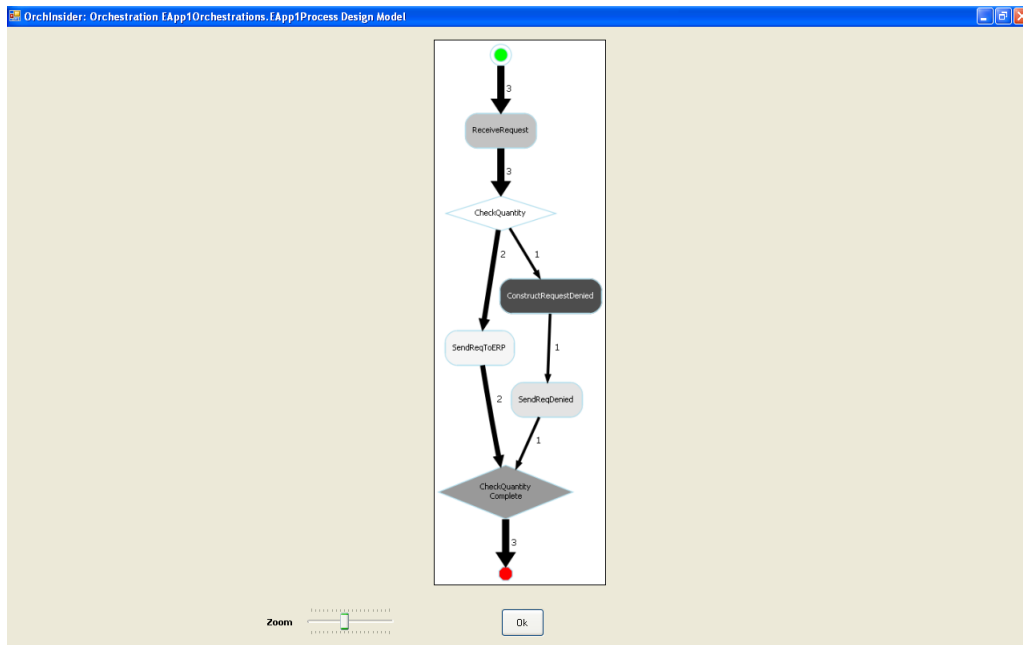 OrchInsider: Orchestration EApp1Orchestrations.EApp1Process Design Model
3
ReceiveRequest
3
CheckQuantity
2
1
ConstructRequestDenied
SendReqToERP
1
2
SendReqDenied
1
CheckQuantity
Complete
3
Zoom
Ok